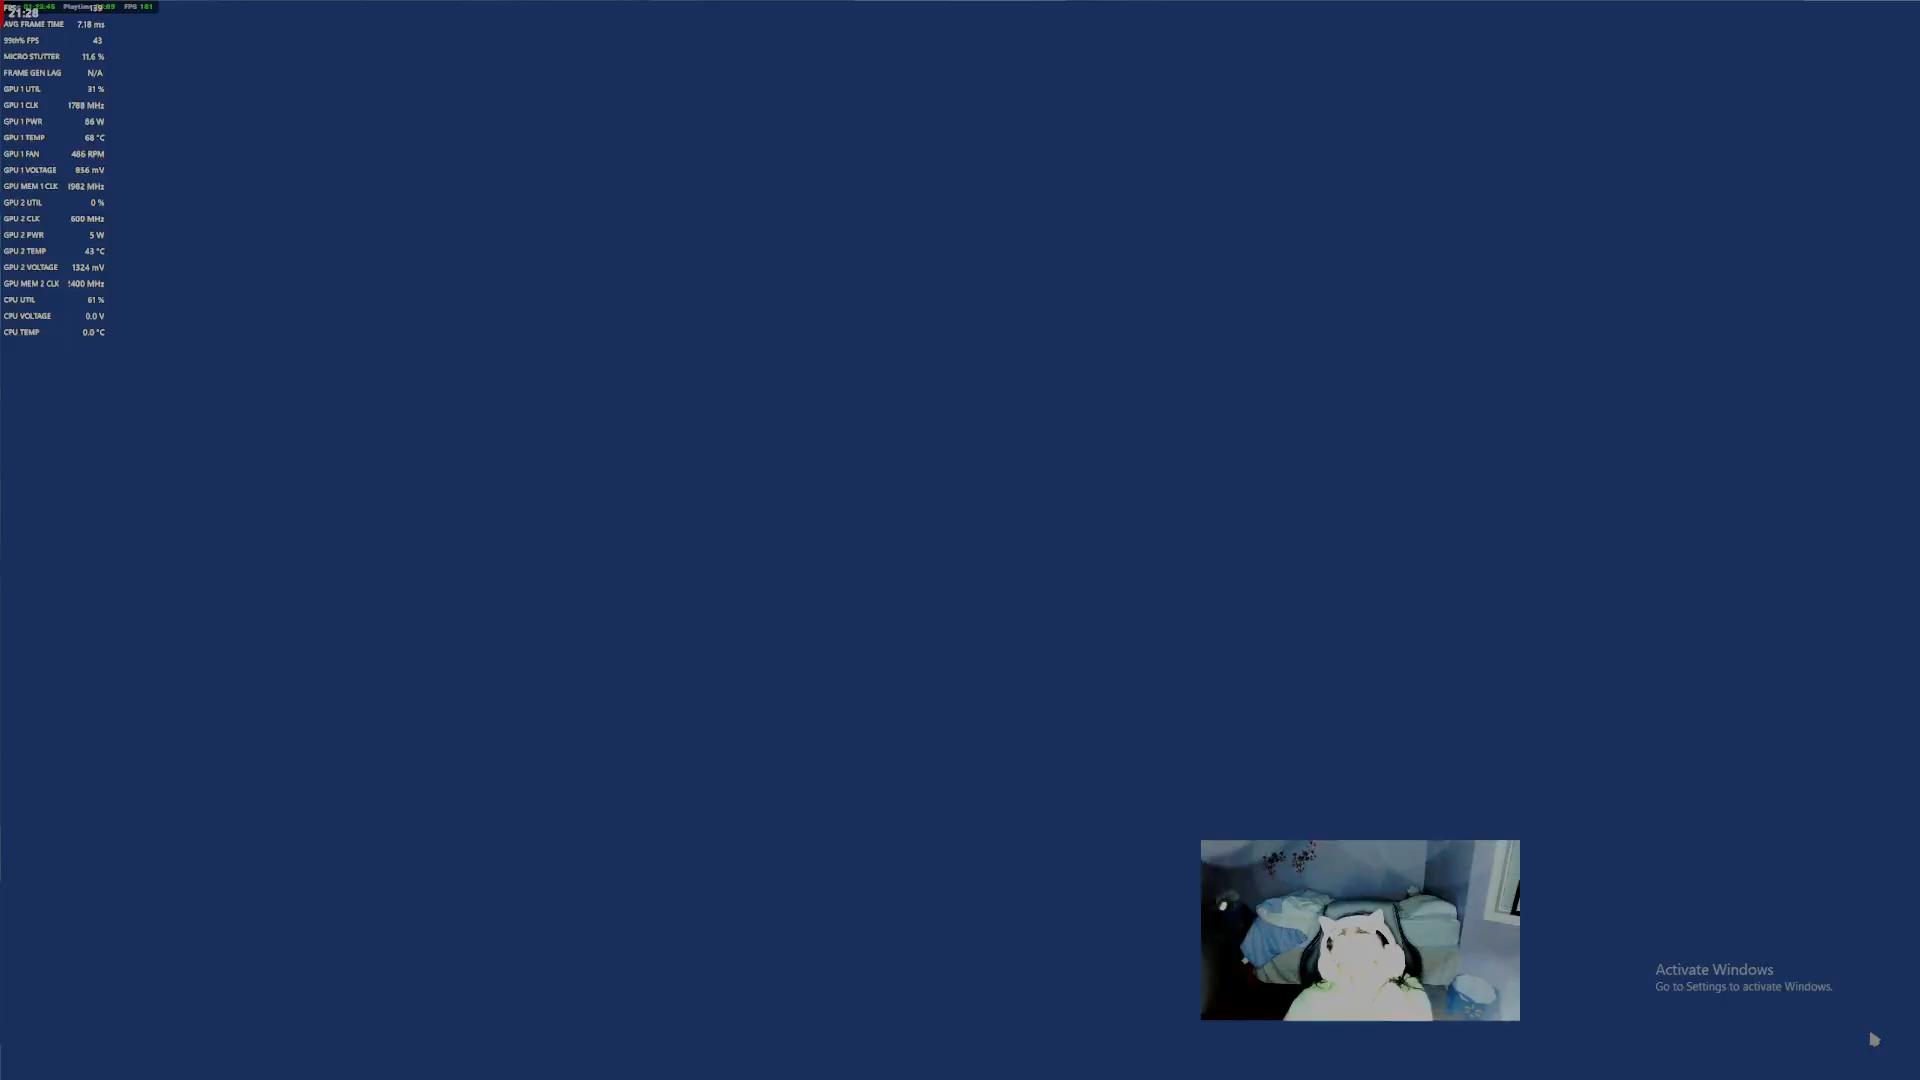 21:28
FPS 181
AVG FRAME TIME 7.18 ms
99th% FPS 43
MICRO STUTTER 11.6 %
FRAME GEN LAG N/A
GPU 1 UTIL 31 %
GPU 1 CLK 1788 MHz
GPU 1 PWR 86 W
GPU 1 TEMP 68 °C
GPU 1 FAN 486 RPM
GPU 1 VOLTAGE 856 mV
GPU MEM 1 CLK 1982 MHz
GPU 2 UTIL 0 %
GPU 2 CLK 600 MHz
GPU 2 PWR 5 W
GPU 2 TEMP 43 °C
GPU 2 VOLTAGE 1324 mV
GPU MEM 2 CLK 2400 MHz
CPU UTIL 61 %
CPU VOLTAGE 0.0 V
CPU TEMP 0.0 °C
Activate Windows
Go to Settings to activate Windows.